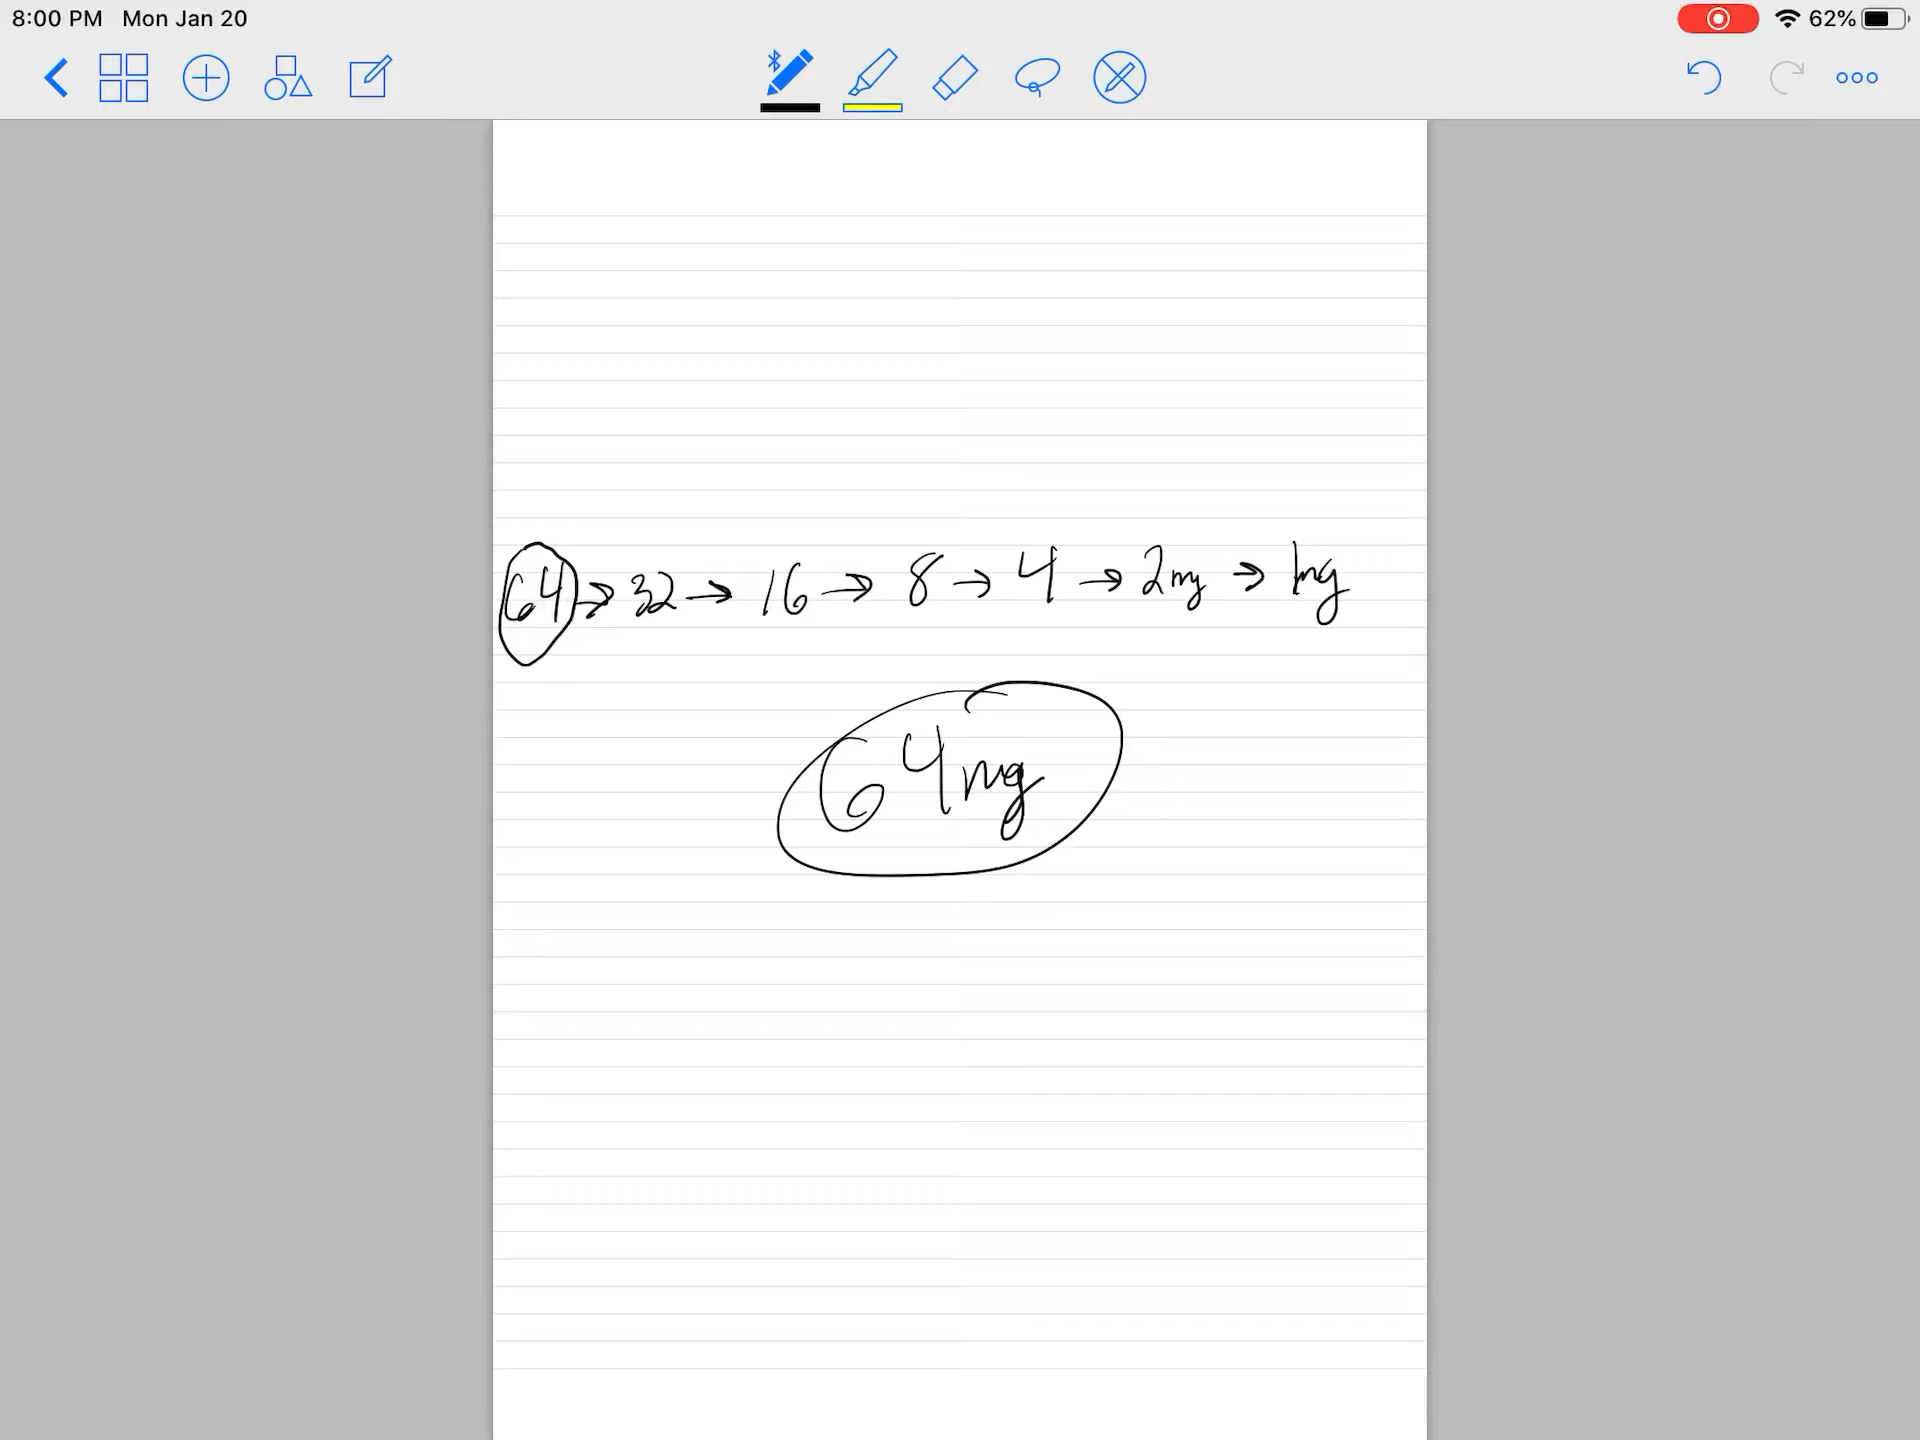 8:00 PM Mon Jan 20 62%
64 → 32 → 16 → 8 → 4 → 2mg → 1mg
64mg